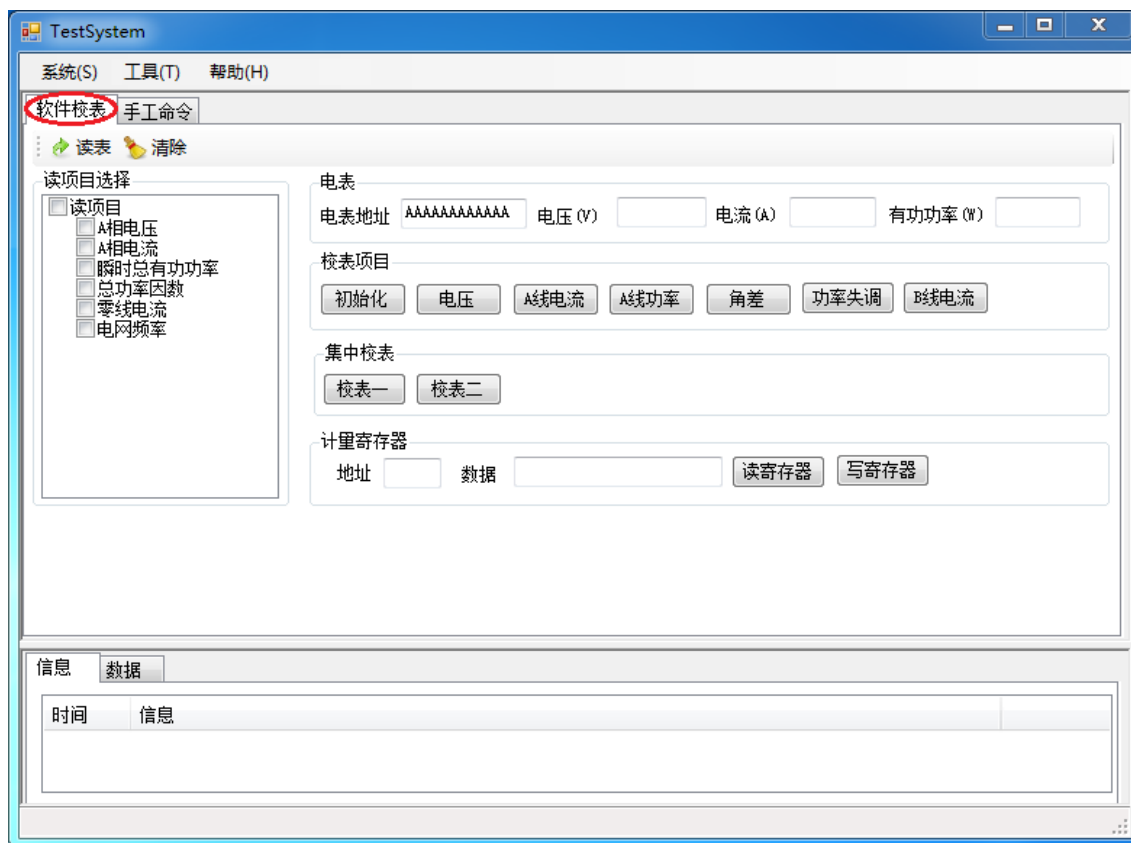 TestSystem
系统(S) 工具(T) 帮助(H)
软件校表 手工命令
读表 清除
读项目选择
读项目
A相电压
A相电流
瞬时总有功功率
总功率因数
零线电流
电网频率
电表
电表地址 AAAAAAAAAAAA 电压(V) 电流(A) 有功功率(W)
校表项目
初始化 电压 A线电流 A线功率 角差 功率失调 B线电流
集中校表
校表一 校表二
计量寄存器
地址 数据 读寄存器 写寄存器
信息 数据
时间 信息